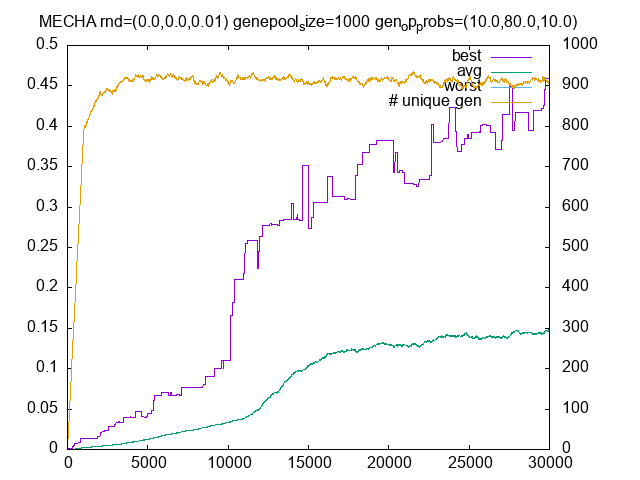 MECHA rnd=(0.0,0.0,0.01) genepool_size=1000 gen_op_probs=(10.0,80.0,10.0)
0.5 1000
best
avg
0.45 worst 900
# unique gen
0.4 800
0.35 700
0.3 600
0.25 500
0.2 400
0.15 300
0.1 200
0.05 100
0 0
0 5000 10000 15000 20000 25000 30000